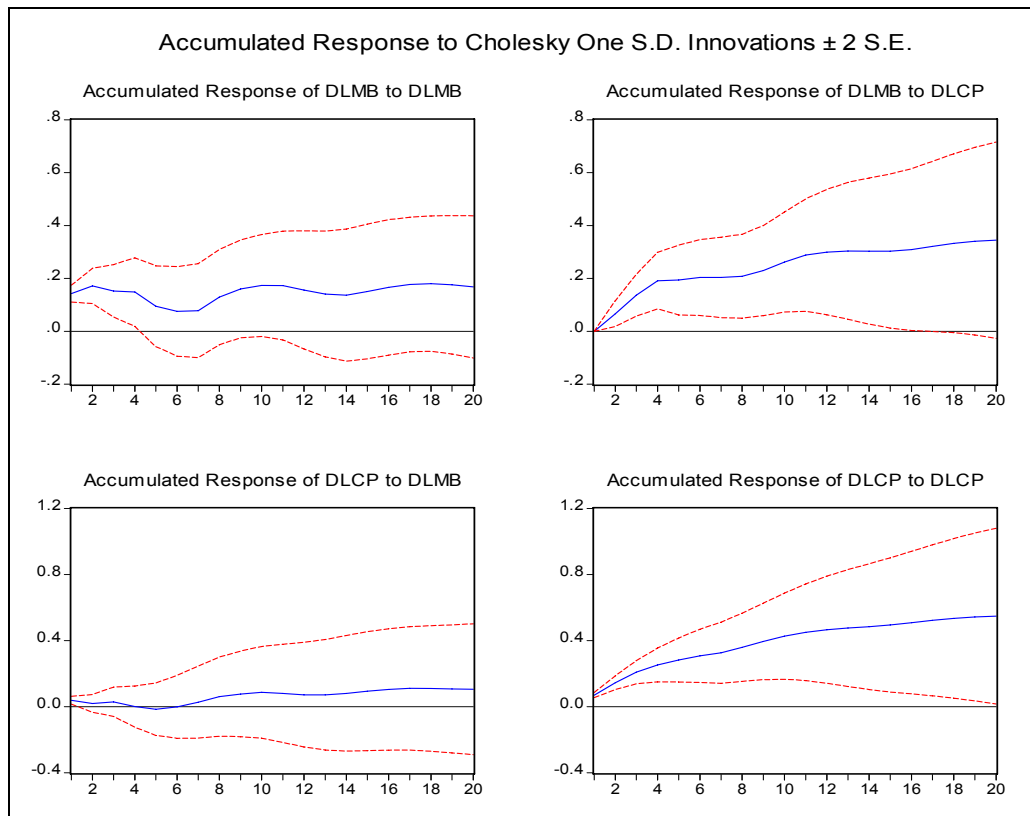 Accumulated Response to Cholesky One S.D. Innovations ± 2 S.E.
Accumulated Response of DLMB to DLMB
.8
.6
.4
.2
.0
-.2
2 4 6 8 10 12 14 16 18 20
Accumulated Response of DLMB to DLCP
.8
.6
.4
.2
.0
-.2
2 4 6 8 10 12 14 16 18 20
Accumulated Response of DLCP to DLMB
1.2
0.8
0.4
0.0
-0.4
2 4 6 8 10 12 14 16 18 20
Accumulated Response of DLCP to DLCP
1.2
0.8
0.4
0.0
-0.4
2 4 6 8 10 12 14 16 18 20